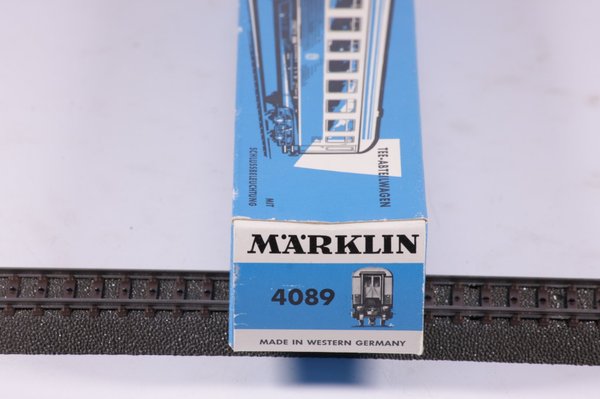 TEE-ABTEILWAGEN
MIT
SCHLUSSBELEUCHTUNG
MÄRKLIN
4089
MADE IN WESTERN GERMANY